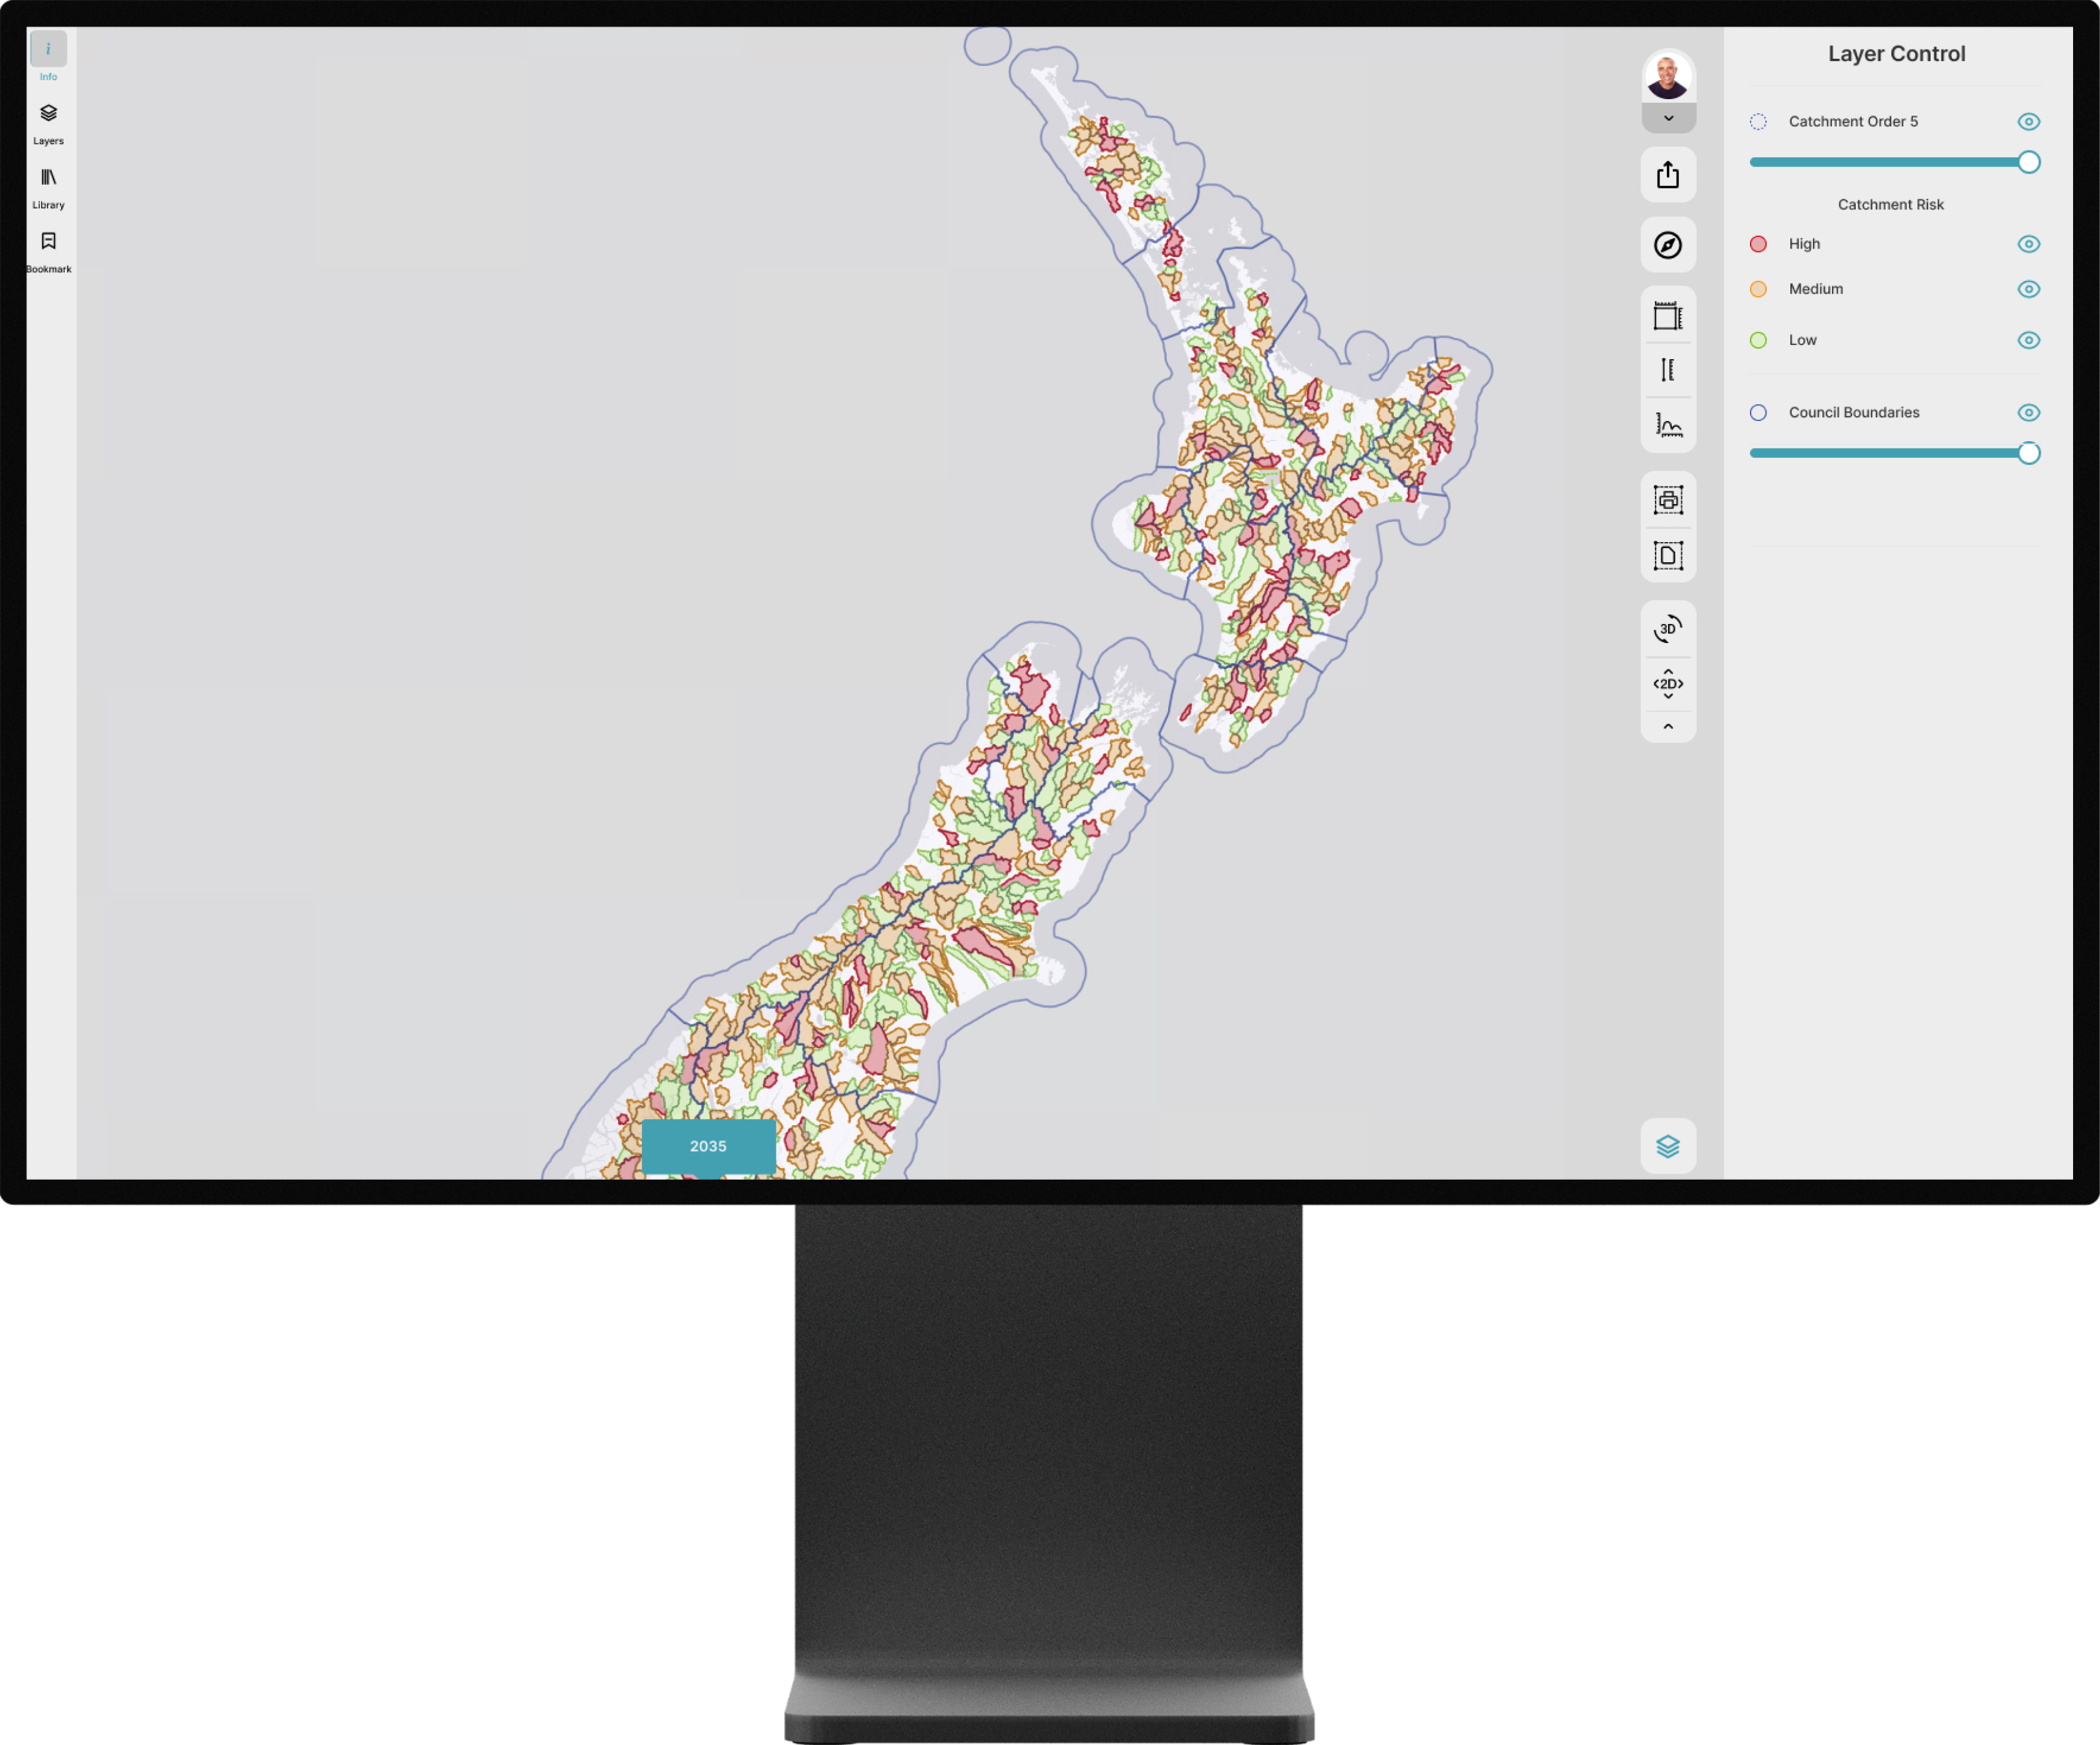 Info
Layers
Library
Bookmark
3D
2D
2035
Layer Control
Catchment Order 5
Catchment Risk
High
Medium
Low
Council Boundaries